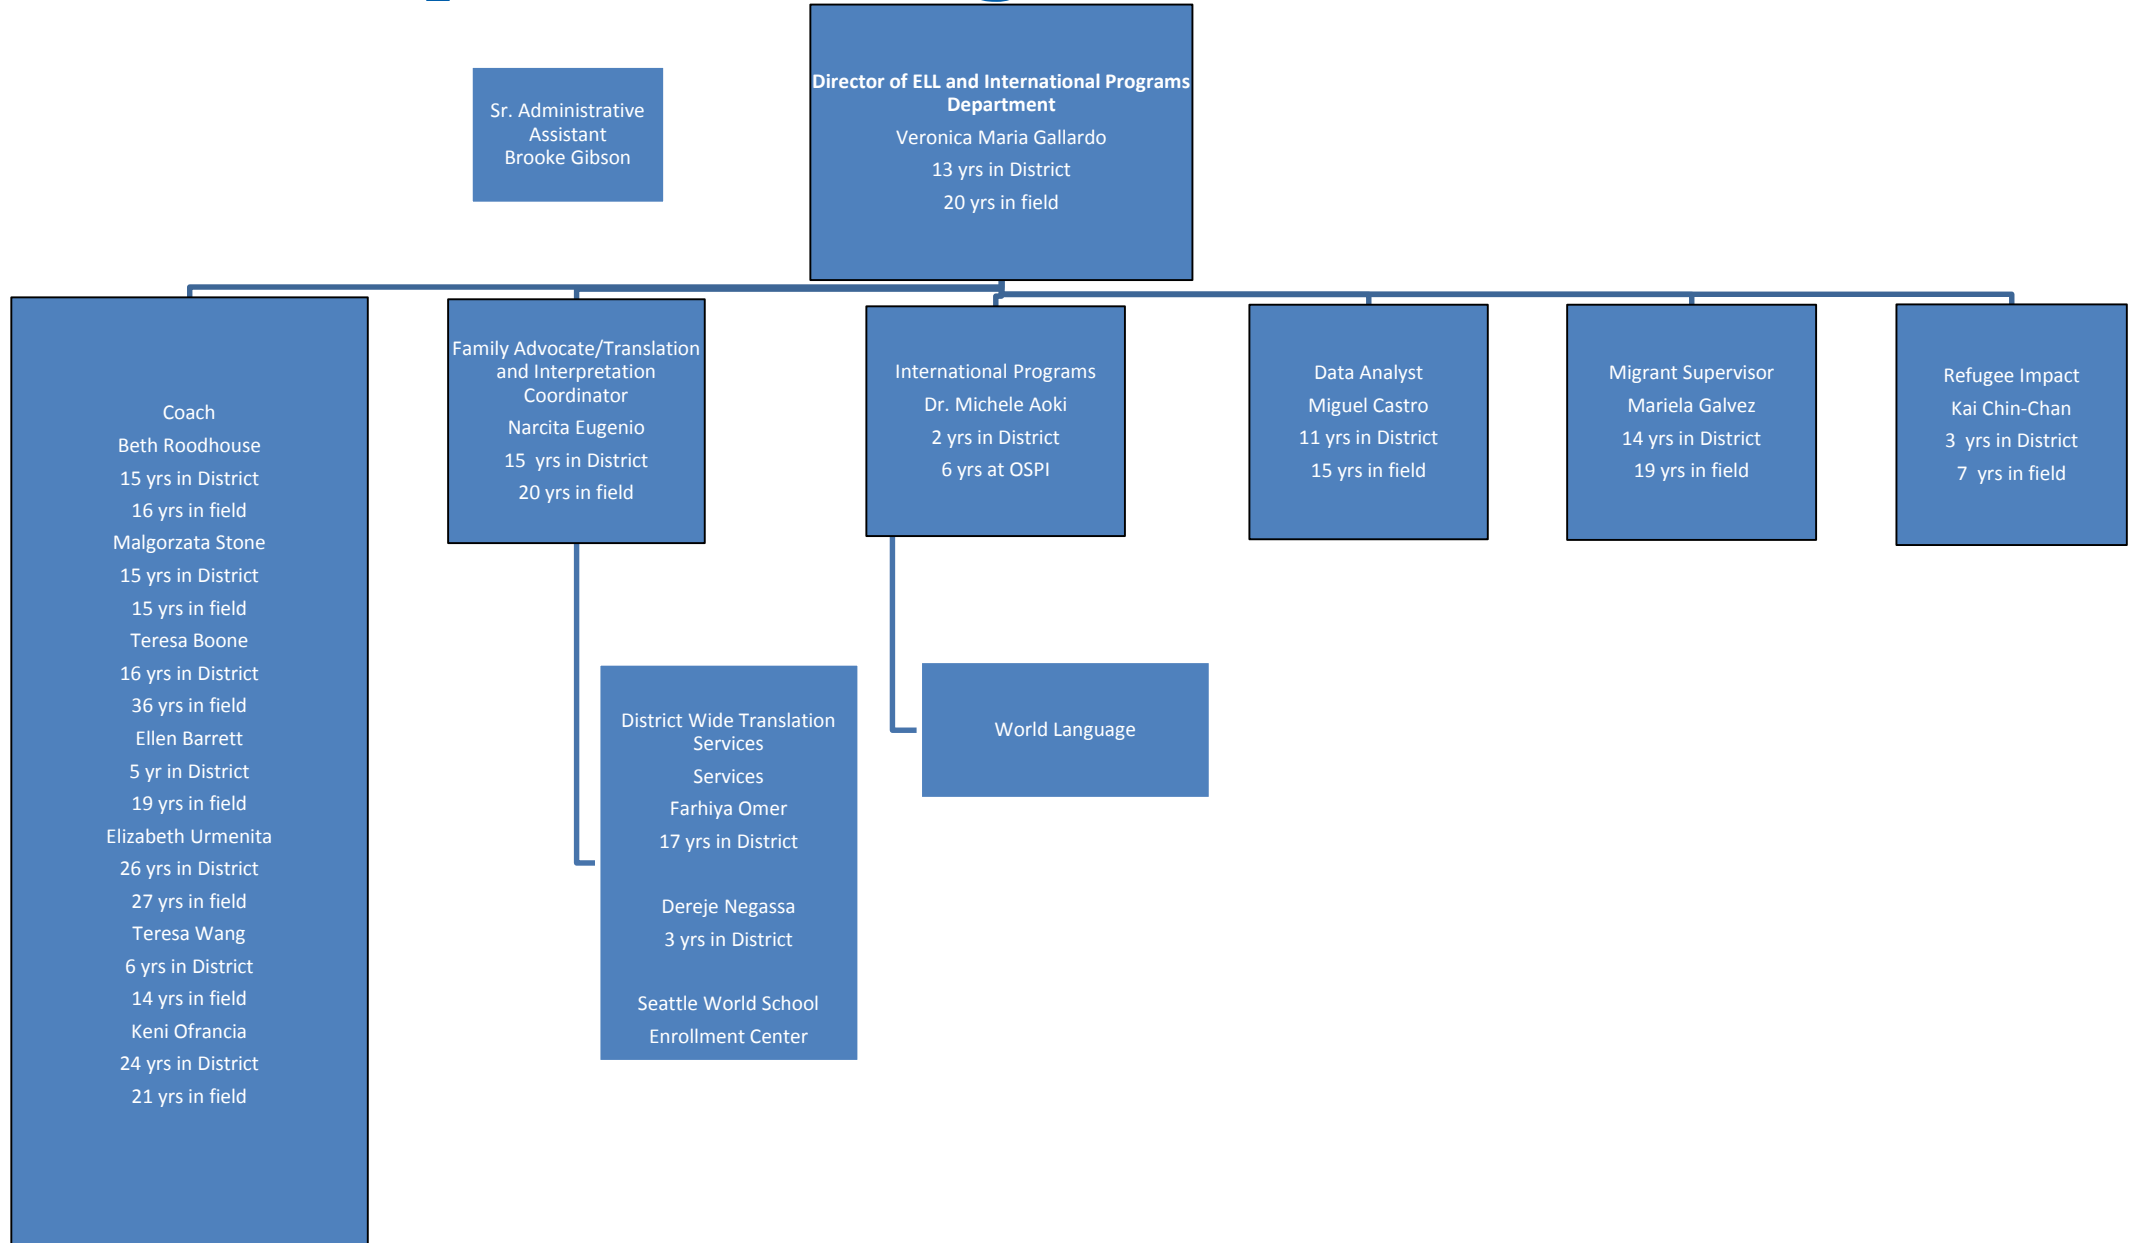 Sr. Administrative
Assistant
Brooke Gibson
Director of ELL and International Programs
Department
Veronica Maria Gallardo
13 yrs in District
20 yrs in field
Coach
Beth Roodhouse
15 yrs in District
16 yrs in field
Malgorzata Stone
15 yrs in District
15 yrs in field
Teresa Boone
16 yrs in District
36 yrs in field
Ellen Barrett
5 yr in District
19 yrs in field
Elizabeth Urmenita
26 yrs in District
27 yrs in field
Teresa Wang
6 yrs in District
14 yrs in field
Keni Ofrancia
24 yrs in District
21 yrs in field
Family Advocate/Translation
and Interpretation
Coordinator
Narcita Eugenio
15  yrs in District
20 yrs in field
International Programs
Dr. Michele Aoki
2 yrs in District
6 yrs at OSPI
Data Analyst
Miguel Castro
11 yrs in District
15 yrs in field
Migrant Supervisor
Mariela Galvez
14 yrs in District
19 yrs in field
Refugee Impact
Kai Chin-Chan
3  yrs in District
7  yrs in field
District Wide Translation
Services
Services
Farhiya Omer
17 yrs in District
Dereje Negassa
3 yrs in District
Seattle World School
Enrollment Center
World Language